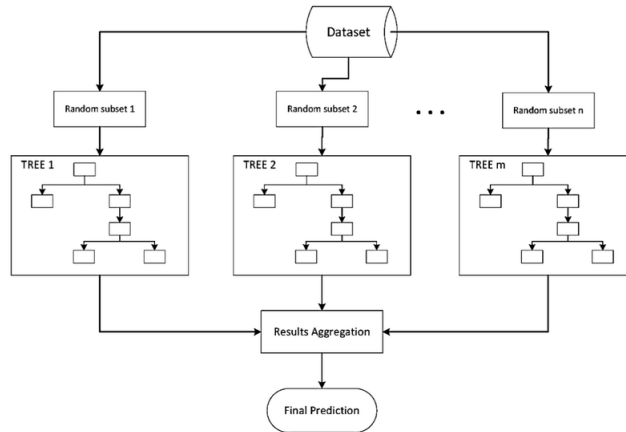 Dataset
Random subset 1
Random subset 2
. . .
Random subset n
TREE 1
TREE 2
TREE m
Results Aggregation
Final Prediction